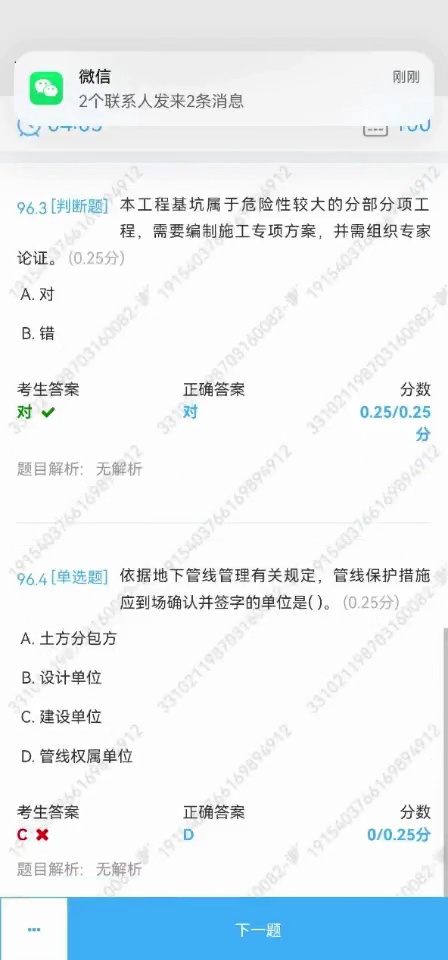 微信
刚刚
2个联系人发来2条消息
100
96.3 [判断题] 本工程基坑属于危险性较大的分部分项工
程，需要编制施工专项方案，并需组织专家
论证。(0.25分)
A. 对
B. 错
考生答案 正确答案 分数
对 对 0.25/0.25
分
题目解析： 无解析
96.4 [单选题] 依据地下管线管理有关规定，管线保护措施
应到场确认并签字的单位是( )。(0.25分)
A. 土方分包方
B. 设计单位
C. 建设单位
D. 管线权属单位
考生答案 正确答案 分数
C D 0/0.25分
题目解析： 无解析
... 下一题